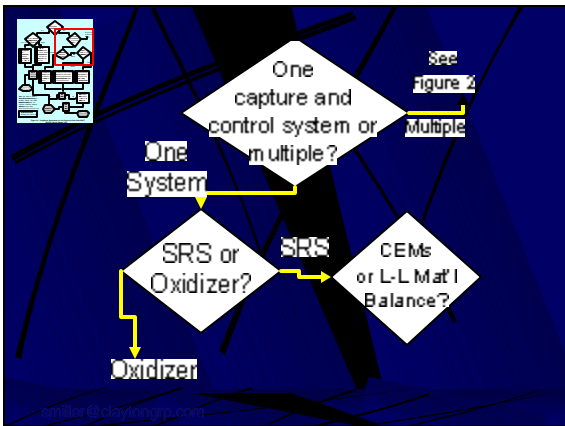 One
capture and
control system or
multiple?
See
Figure 2
Multiple
One
System
SRS or
Oxidizer?
SRS
CEMs
or L-L Mat'l
Balance?
Oxidizer
smiller@claytongrp.com